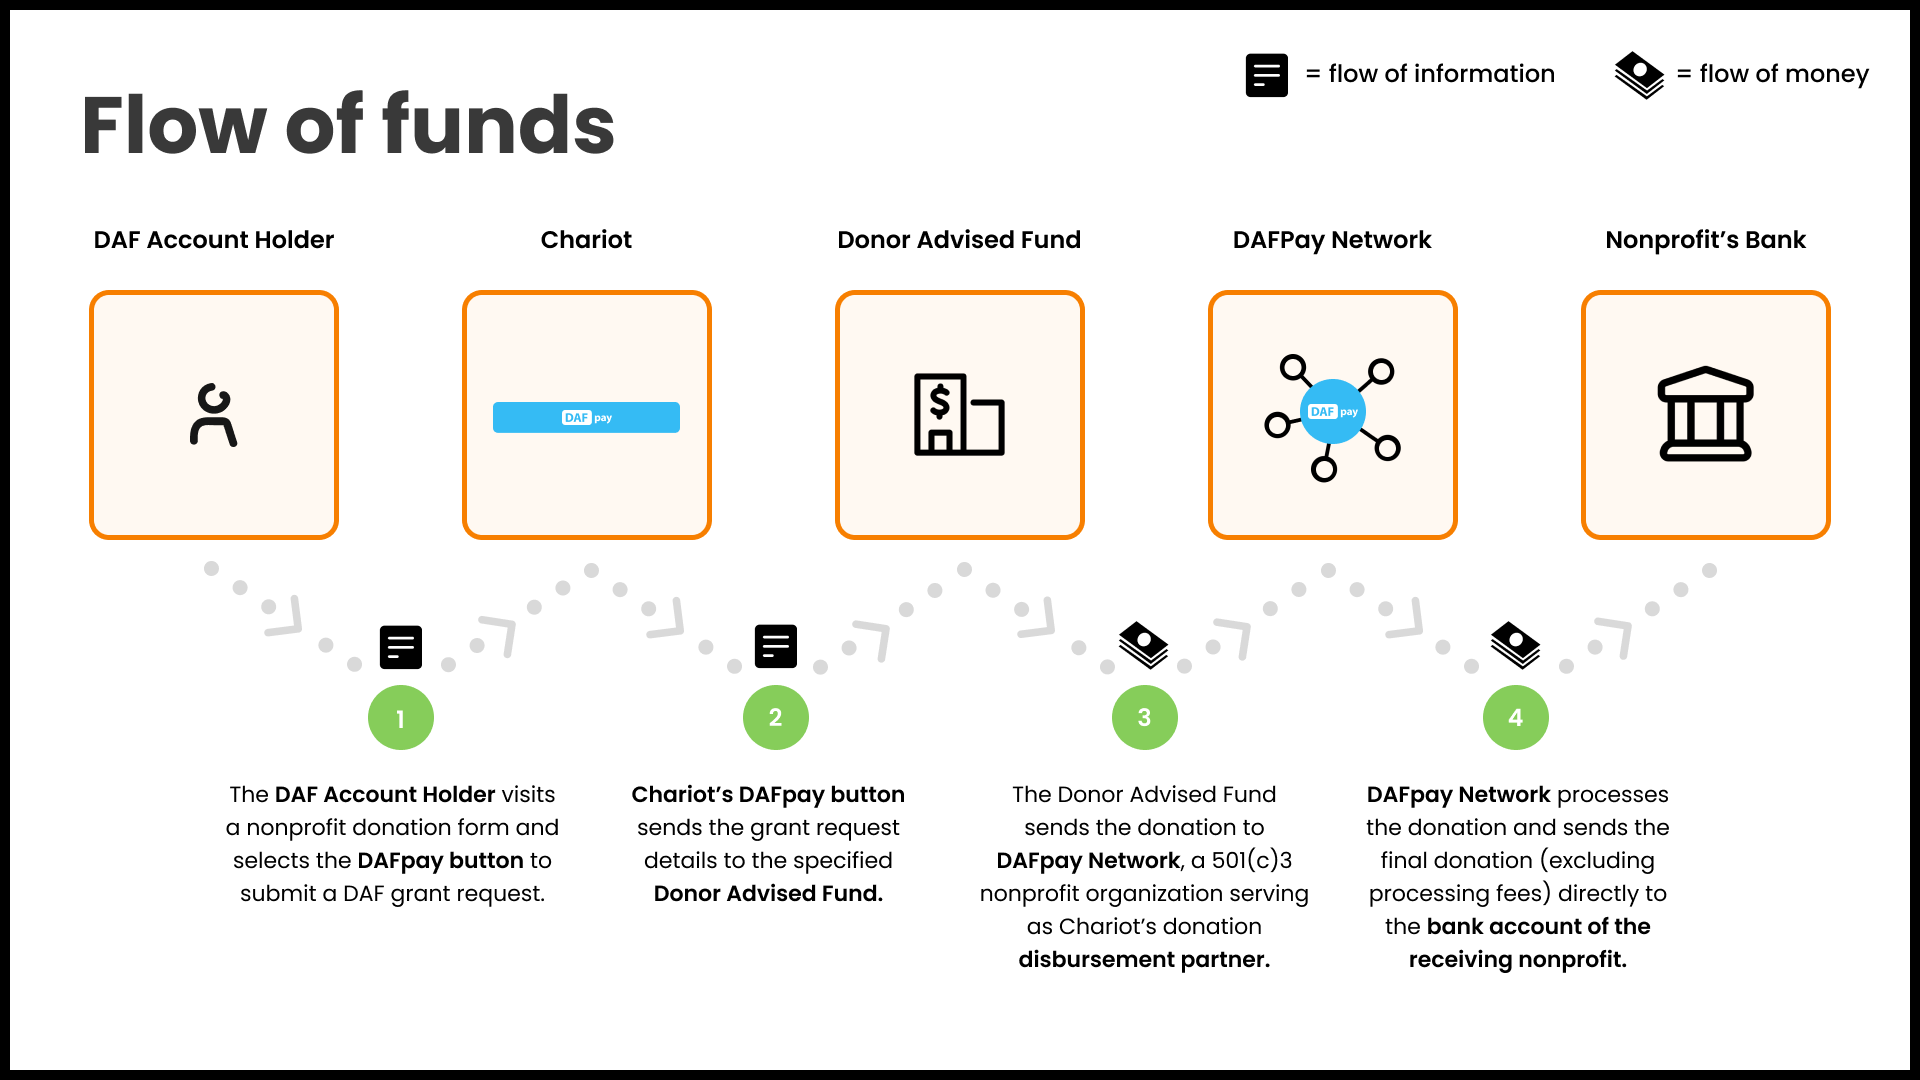 = flow of information
= flow of money
Flow of funds
DAF Account Holder
Chariot
Donor Advised Fund
DAFPay Network
Nonprofit’s Bank
DAF pay
$
DAF pay
1
2
3
4
The DAF Account Holder visits
a nonprofit donation form and
selects the DAFpay button to
submit a DAF grant request.
Chariot’s DAFpay button
sends the grant request
details to the specified
Donor Advised Fund.
The Donor Advised Fund
sends the donation to
DAFpay Network, a 501(c)3
nonprofit organization serving
as Chariot’s donation
disbursement partner.
DAFpay Network processes
the donation and sends the
final donation (excluding
processing fees) directly to
the bank account of the
receiving nonprofit.